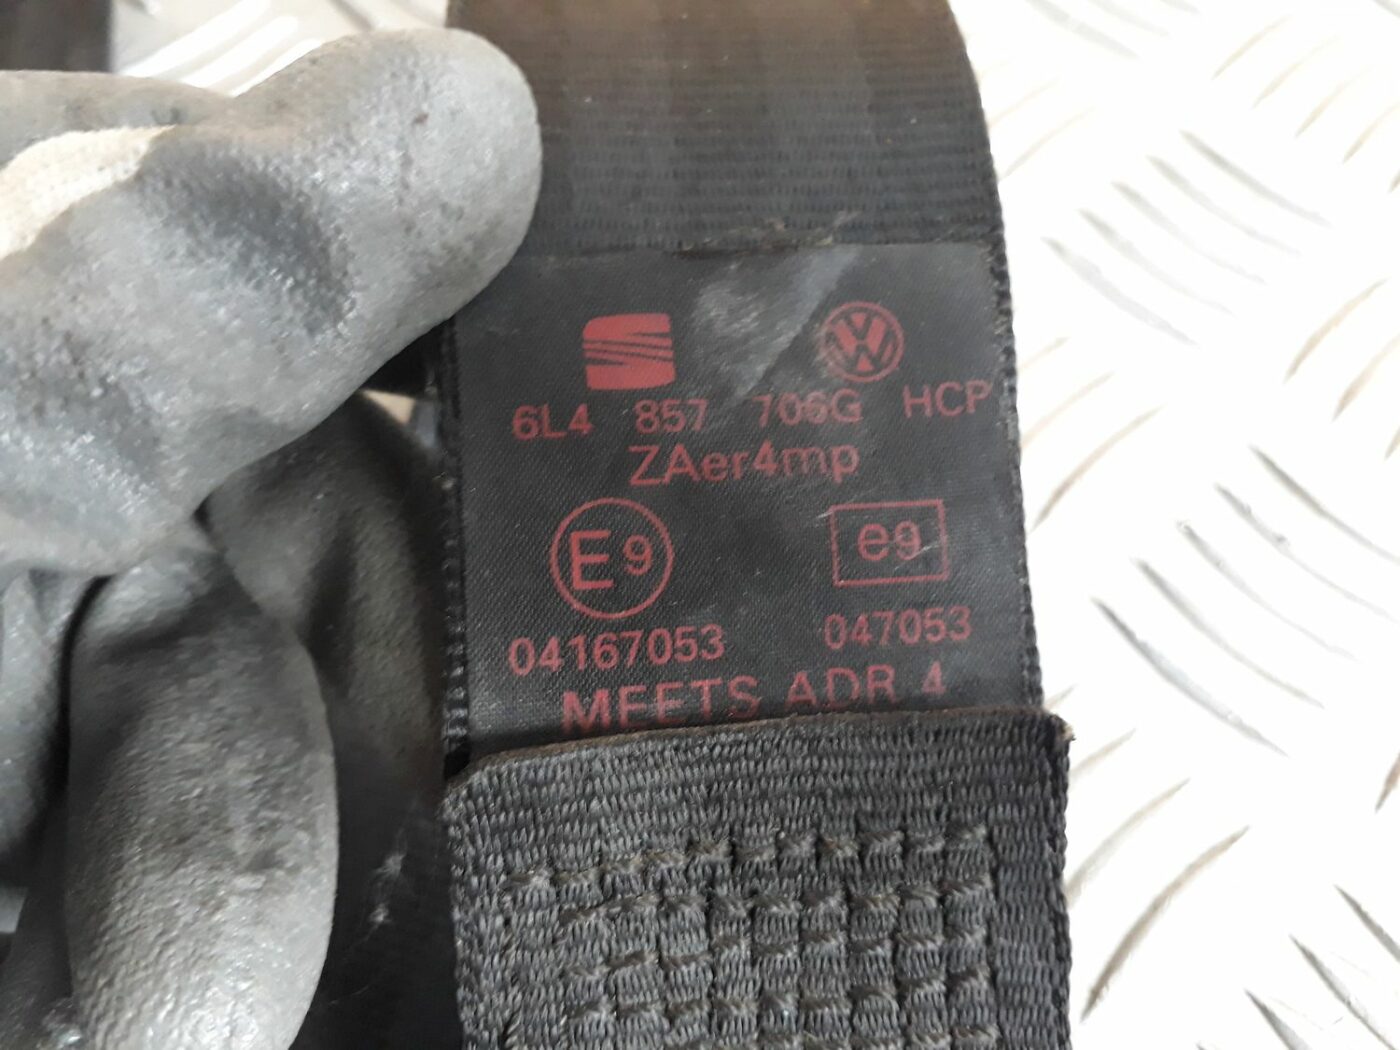 6L4 857 706G HCP
ZAer4mp
E9 e9
04167053 047053
MEETS ADR 4